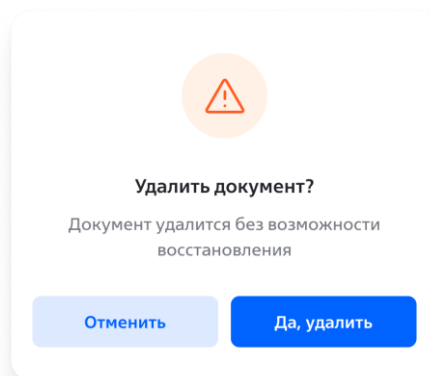 Удалить документ?
Документ удалится без возможности
восстановления
Отменить
Да, удалить